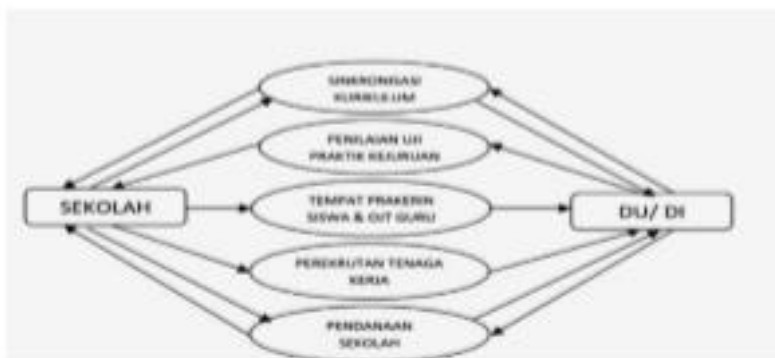 SINKRONISASI
KURIKULUM
PENILAIAN UJI
PRAKTIK KEJURUAN
SEKOLAH
TEMPAT PRAKERIN
SISWA & OJT GURU
DU/ DI
PEREKRUTAN TENAGA
KERJA
PENDANAAN
SEKOLAH